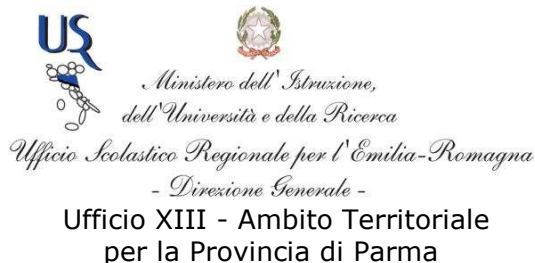 US
Ministero dell'Istruzione,
dell'Università e della Ricerca
Ufficio Scolastico Regionale per l'Emilia-Romagna
- Direzione Generale -
Ufficio XIII - Ambito Territoriale
per la Provincia di Parma